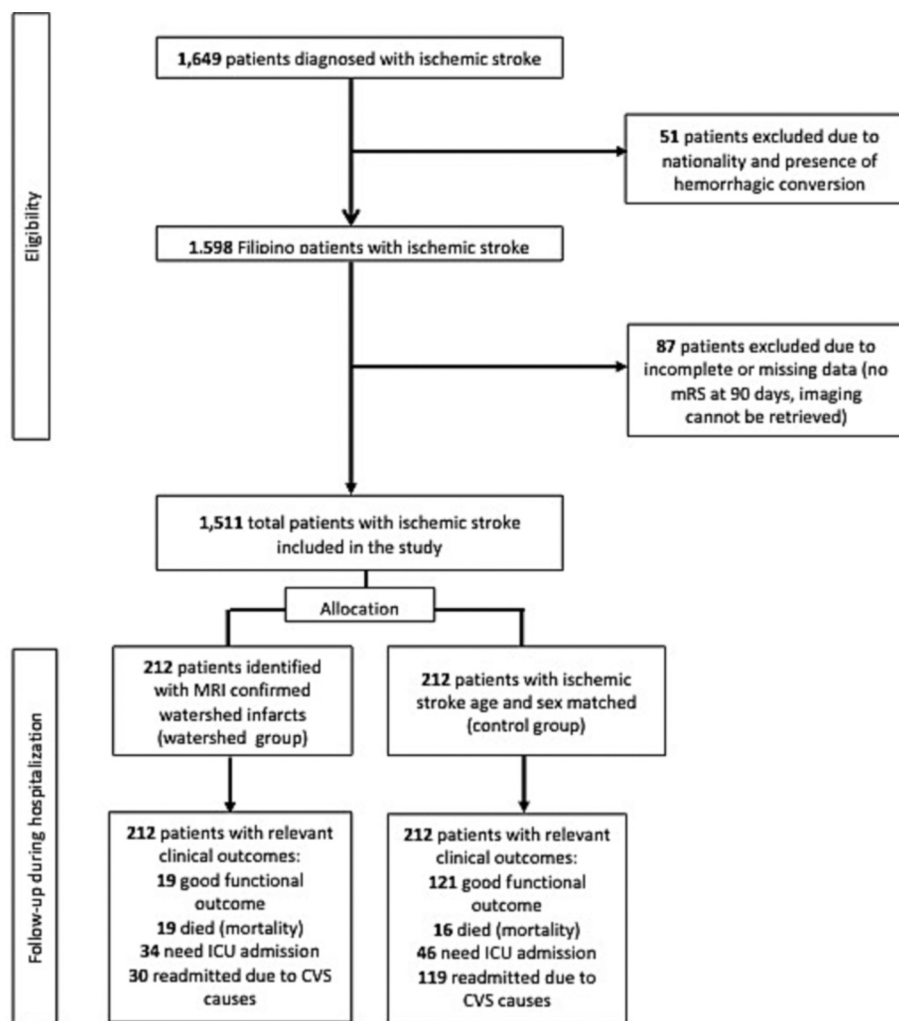 1,649 patients diagnosed with ischemic stroke
51 patients excluded due to
nationality and presence of
hemorrhagic conversion
Eligibility
1.598 Filipino patients with ischemic stroke
87 patients excluded due to
incomplete or missing data (no
mRS at 90 days, imaging
cannot be retrieved)
1,511 total patients with ischemic stroke
included in the study
Allocation
Follow-up during hospitalization
212 patients identified
with MRI confirmed
watershed infarcts
(watershed group)
212 patients with ischemic
stroke age and sex matched
(control group)
212 patients with relevant
clinical outcomes:
19 good functional
outcome
19 died (mortality)
34 need ICU admission
30 readmitted due to CVS
causes
212 patients with relevant
clinical outcomes:
121 good functional
outcome
16 died (mortality)
46 need ICU admission
119 readmitted due to
CVS causes